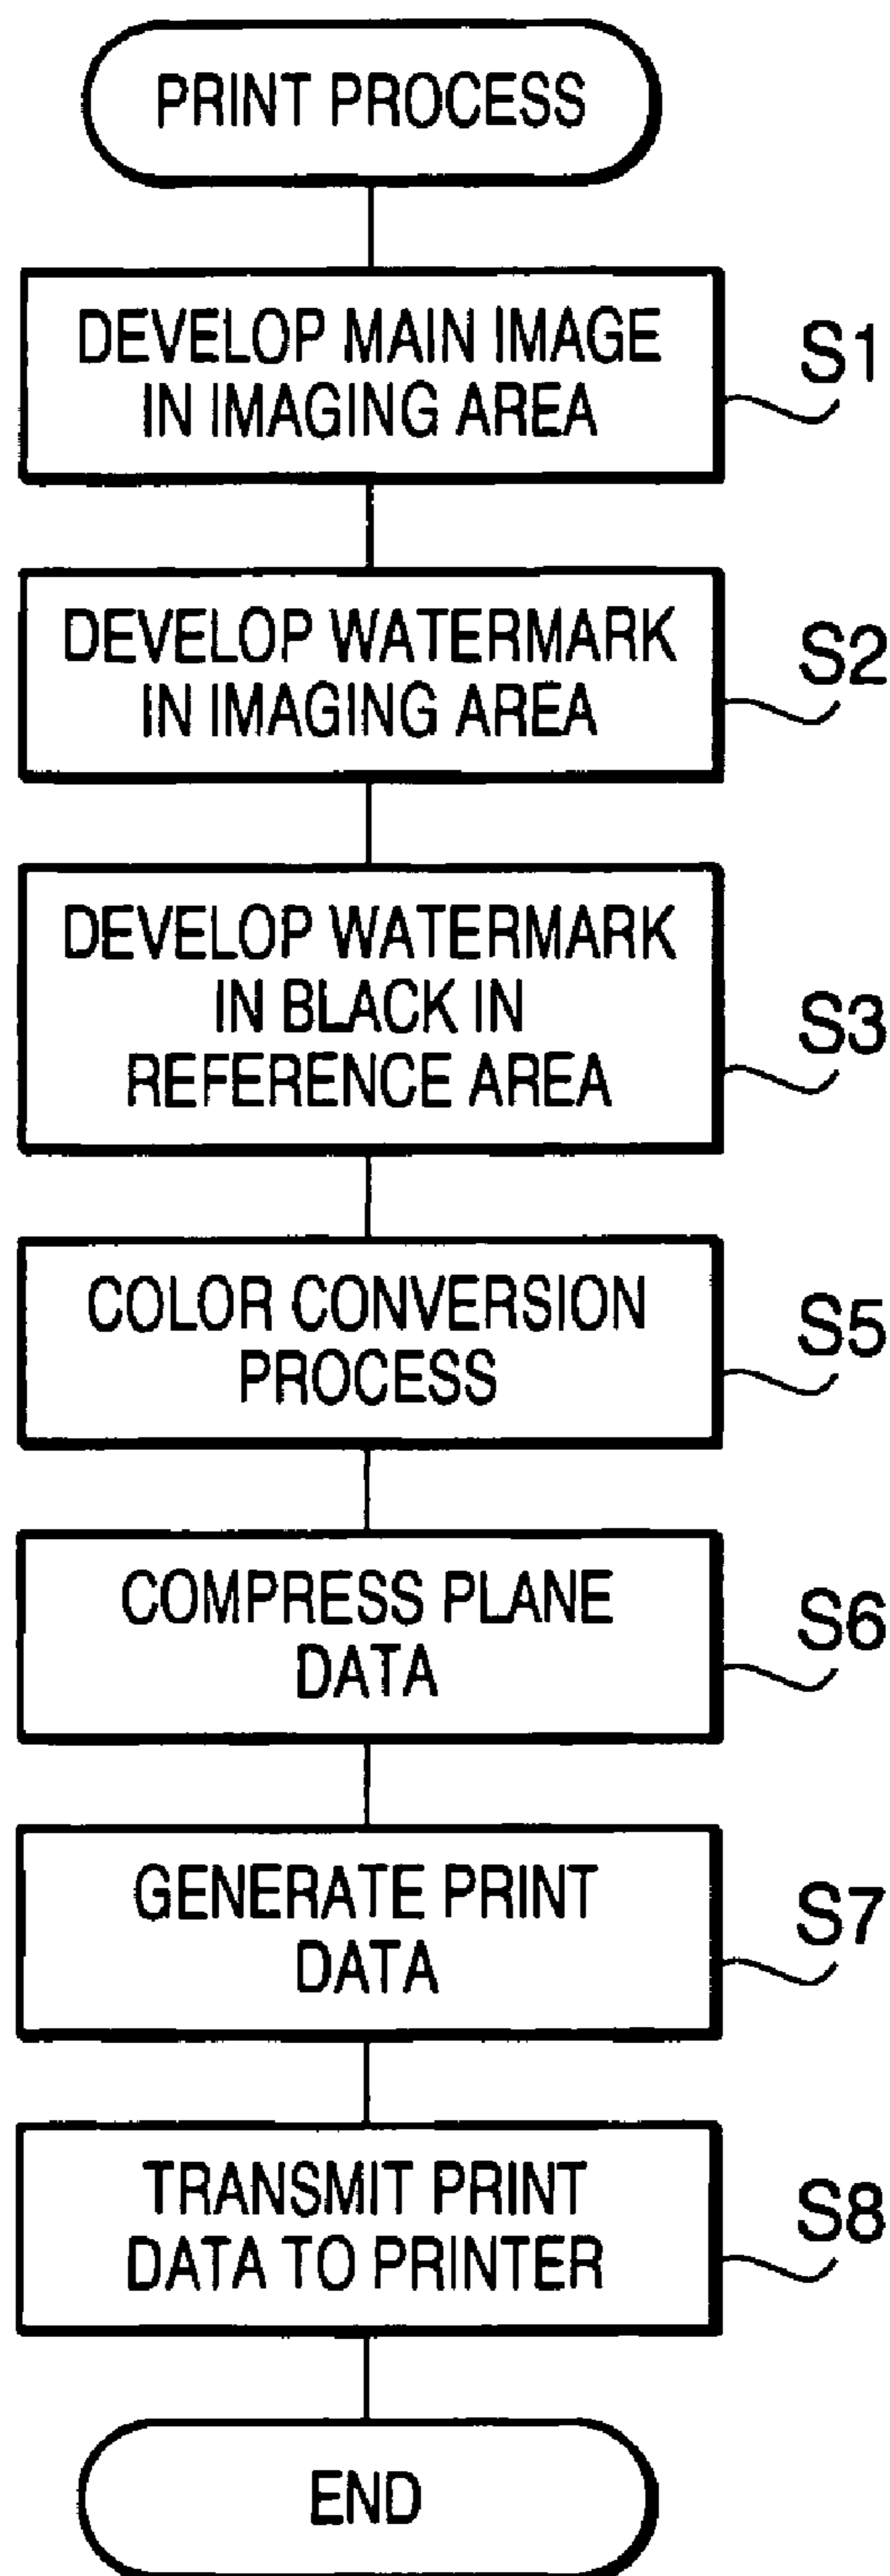 PRINT PROCESS
DEVELOP MAIN IMAGE
IN IMAGING AREA
S1
DEVELOP WATERMARK
IN IMAGING AREA
S2
DEVELOP WATERMARK
IN BLACK IN
REFERENCE AREA
S3
COLOR CONVERSION
PROCESS
S5
COMPRESS PLANE
DATA
S6
GENERATE PRINT
DATA
S7
TRANSMIT PRINT
DATA TO PRINTER
S8
END